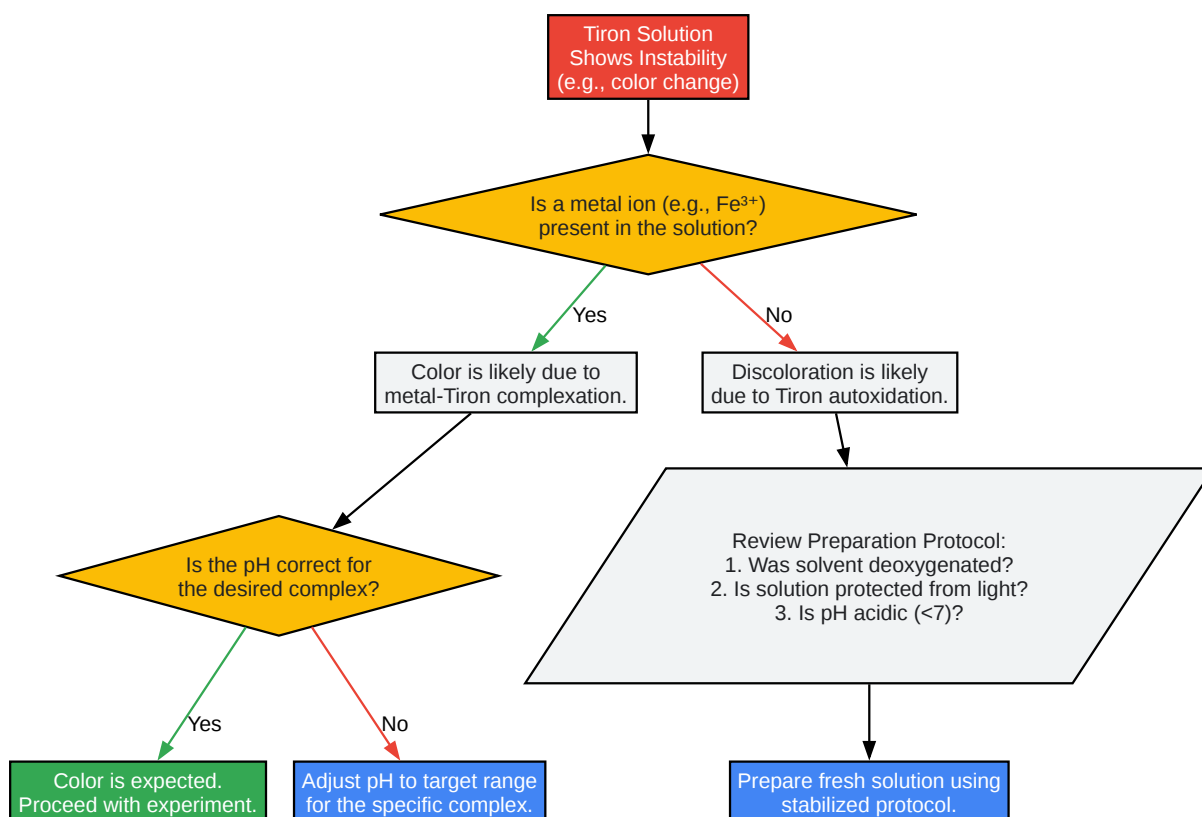 Tiron Solution
Shows Instability
(e.g., color change)
Is a metal ion (e.g., Fe³⁺)
present in the solution?
Yes
No
Color is likely due to
metal-Tiron complexation.
Discoloration is likely
due to Tiron autoxidation.
Is the pH correct for
the desired complex?
Review Preparation Protocol:
1. Was solvent deoxygenated?
2. Is solution protected from light?
3. Is pH acidic (<7)?
Yes
No
Color is expected.
Proceed with experiment.
Adjust pH to target range
for the specific complex.
Prepare fresh solution using
stabilized protocol.